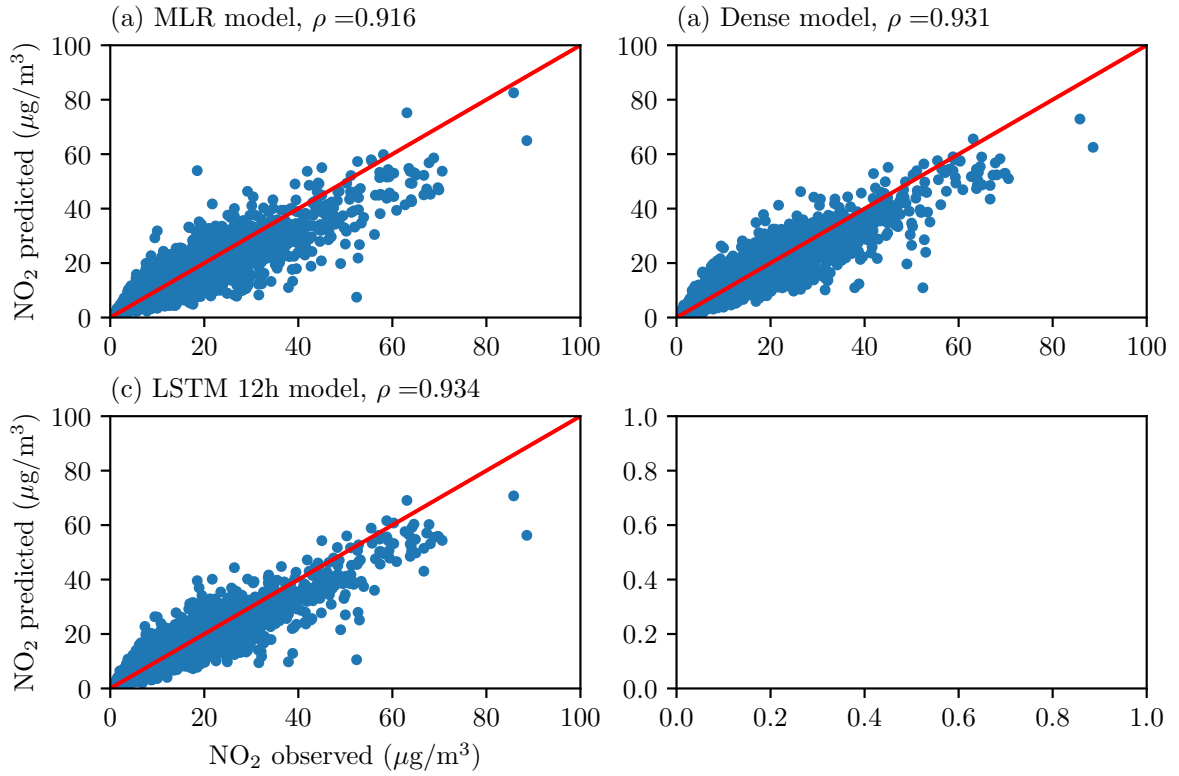 (a) MLR model, ρ =0.916
(a) Dense model, ρ =0.931
NO₂ predicted (μg/m³)
100
80
60
40
20
0
0 20 40 60 80 100
100
80
60
40
20
0
0 20 40 60 80 100
(c) LSTM 12h model, ρ =0.934
NO₂ predicted (μg/m³)
100
80
60
40
20
0
0 20 40 60 80 100
NO₂ observed (μg/m³)
1.0
0.8
0.6
0.4
0.2
0.0
0.0 0.2 0.4 0.6 0.8 1.0